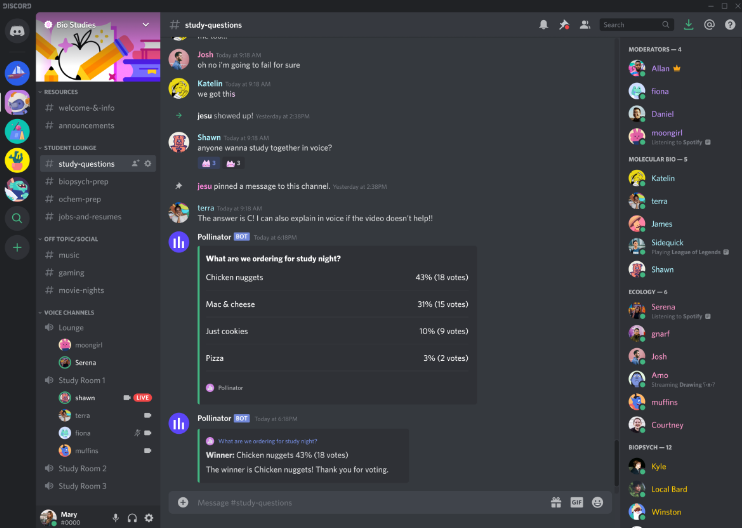 DISCORD
Bio Studies
RESOURCES
welcome-&-info
announcements
STUDENT LOUNGE
study-questions
biopsych-prep
ochem-prep
jobs-and-resumes
OFF TOPIC/SOCIAL
music
gaming
movie-nights
VOICE CHANNELS
Lounge
moongirl
Serena
Study Room 1
shawn LIVE
terra
fiona
muffins
Study Room 2
Study Room 3
Mary
#0000
study-questions
Search
Josh Today at 9:18 AM
oh no i'm going to fail for sure
Katelin Today at 9:18 AM
we got this
jesu showed up! Yesterday at 2:38PM
Shawn Today at 9:18 AM
anyone wanna study together in voice?
3 3
jesu pinned a message to this channel. Yesterday at 2:38PM
terra Today at 9:18 AM
The answer is C! I can also explain in voice if the video doesn't help!!
Pollinator BOT Today at 6:18PM
What are we ordering for study night?
Chicken nuggets 43% (18 votes)
Mac & cheese 31% (15 votes)
Just cookies 10% (9 votes)
Pizza 3% (2 votes)
Pollinator
Pollinator BOT Today at 6:18PM
What are we ordering for study night?
Winner: Chicken nuggets 43% (18 votes)
The winner is Chicken nuggets! Thank you for voting.
Message #study-questions
GIF
MODERATORS — 4
Allan
fiona
Daniel
moongirl
Listening to Spotify
MOLECULAR BIO — 5
Katelin
terra
James
Sidequick
Playing League of Legends
Shawn
ECOLOGY — 6
Serena
Listening to Spotify
gnarf
Josh
Amo
Streaming Drawing
muffins
Courtney
BIOPSYCH — 12
Kyle
Local Bard
Winston